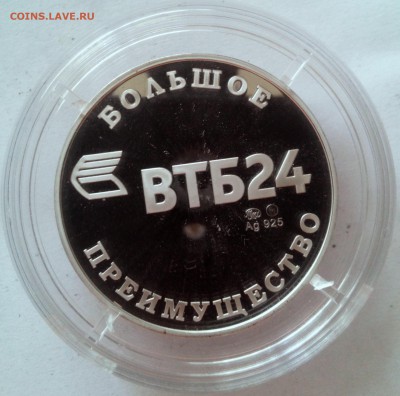 COINS.LAVE.RU
БОЛЬШОЕ
ВТБ24
Ag 925
ПРЕИМУЩЕСТВО